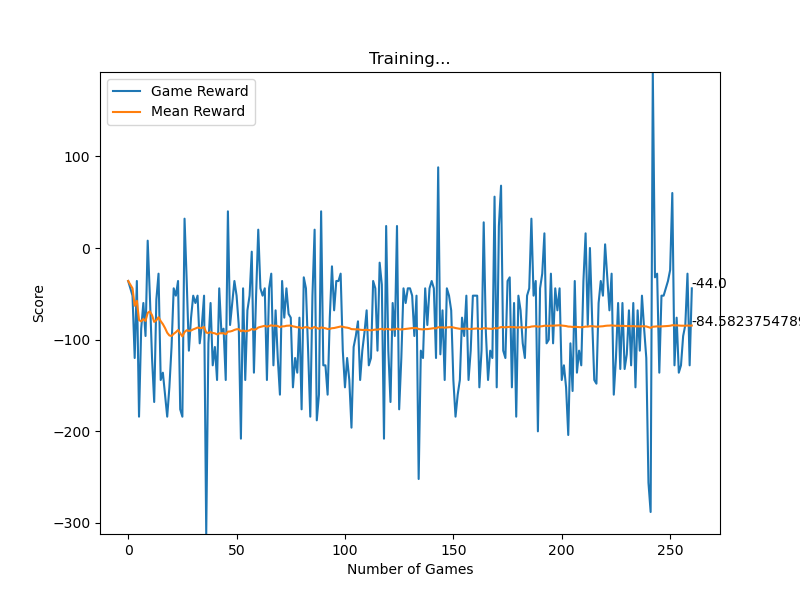 Training...
Game Reward
Mean Reward
100
0
−100
−200
−300
Score
-44.0
-84.5823754789
0
50
100
150
200
250
Number of Games